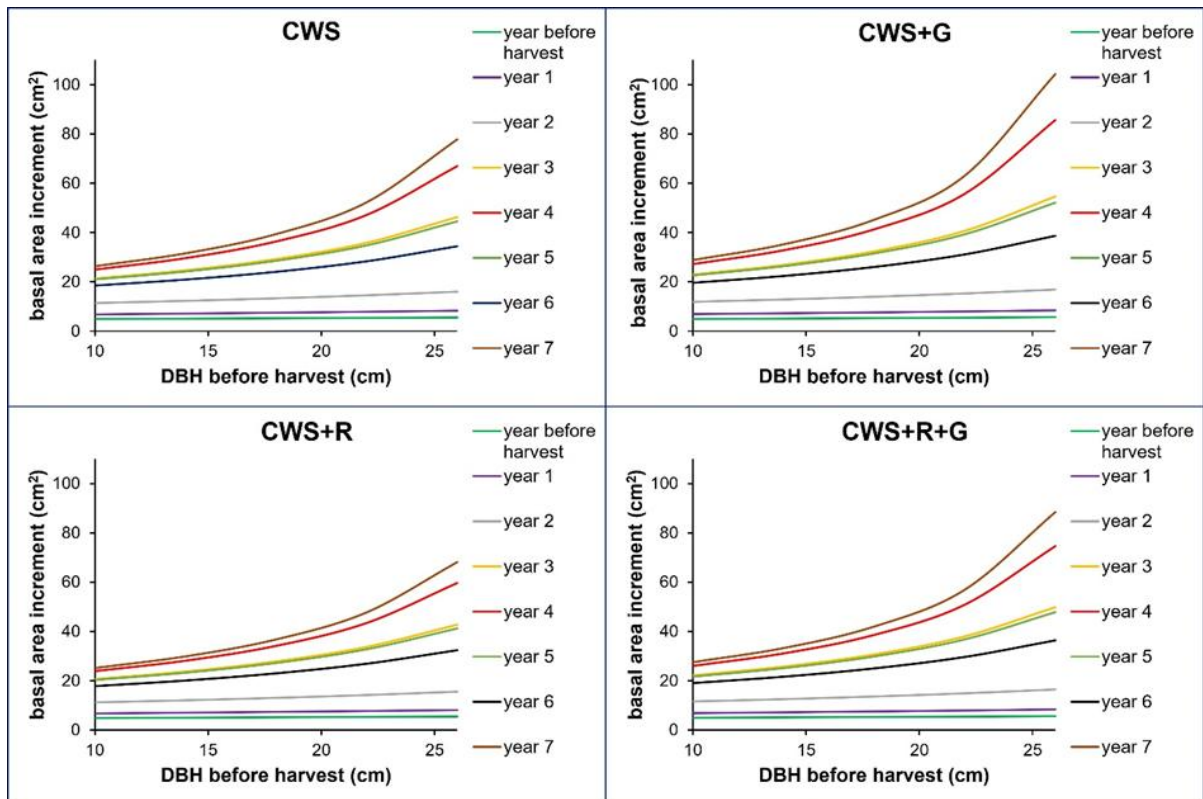 CWS
basal area increment (cm²)
100
80
60
40
20
0
10
15
20
25
DBH before harvest (cm)
year before
harvest
year 1
year 2
year 3
year 4
year 5
year 6
year 7
CWS+G
basal area increment (cm²)
100
80
60
40
20
0
10
15
20
25
DBH before harvest (cm)
year before
harvest
year 1
year 2
year 3
year 4
year 5
year 6
year 7
CWS+R
basal area increment (cm²)
100
80
60
40
20
0
10
15
20
25
DBH before harvest (cm)
year before
harvest
year 1
year 2
year 3
year 4
year 5
year 6
year 7
CWS+R+G
basal area increment (cm²)
100
80
60
40
20
0
10
15
20
25
DBH before harvest (cm)
year before
harvest
year 1
year 2
year 3
year 4
year 5
year 6
year 7